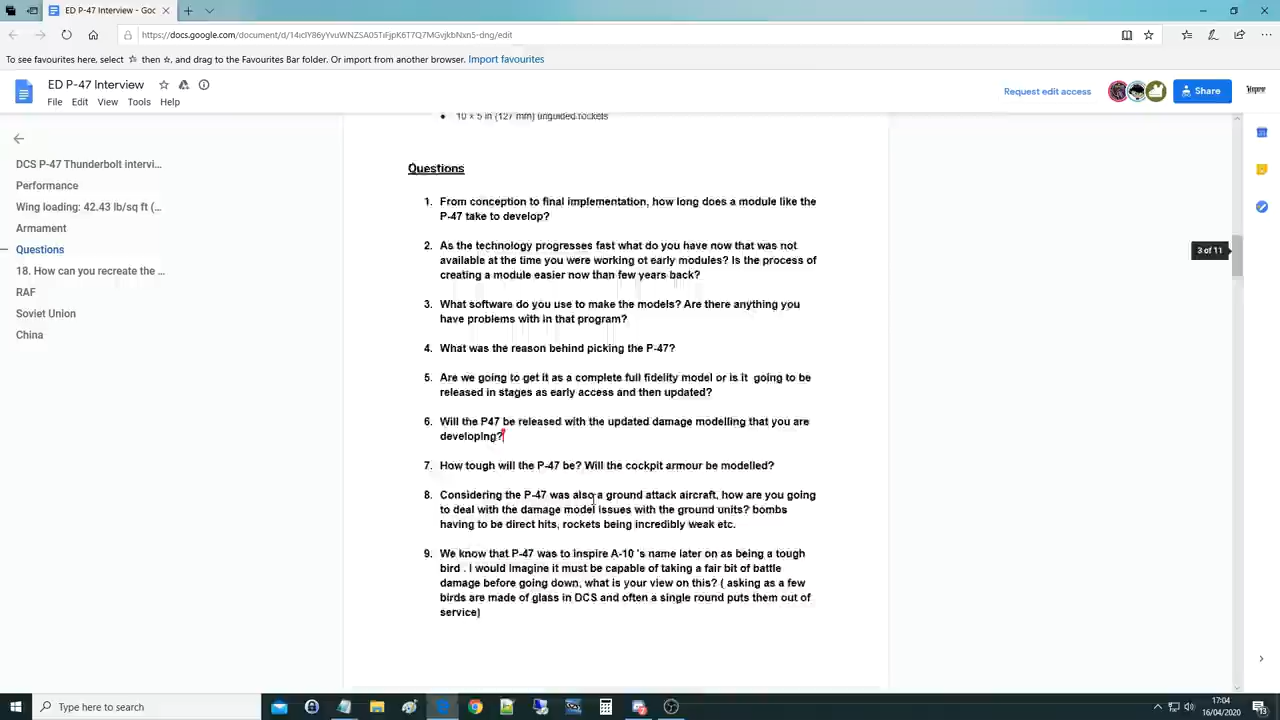 ED P-47 Interview - Goo
https://docs.google.com/document/d/14iclY86yYvuWNZSA05TiFjpK6T7Q7MGvjkbNxn5-dng/edit
To see favourites here, select ☆ then ☆, and drag to the Favourites Bar folder. Or import from another browser. Import favourites
ED P-47 Interview
File Edit View Tools Help
Request edit access
Share
DCS P-47 Thunderbolt intervi...
Performance
Wing loading: 42.43 lb/sq ft (...
Armament
Questions
18. How can you recreate the ...
RAF
Soviet Union
China
• 10 x 5 in (127 mm) unguided rockets
Questions
1. From conception to final implementation, how long does a module like the
P-47 take to develop?
2. As the technology progresses fast what do you have now that was not
available at the time you were working ot early modules? Is the process of
creating a module easier now than few years back?
3. What software do you use to make the models? Are there anything you
have problems with in that program?
4. What was the reason behind picking the P-47?
5. Are we going to get it as a complete full fidelity model or is it going to be
released in stages as early access and then updated?
6. Will the P47 be released with the updated damage modelling that you are
developing?
7. How tough will the P-47 be? Will the cockpit armour be modelled?
8. Considering the P-47 was also a ground attack aircraft, how are you going
to deal with the damage model issues with the ground units? bombs
having to be direct hits, rockets being incredibly weak etc.
9. We know that P-47 was to inspire A-10 's name later on as being a tough
bird . I would imagine it must be capable of taking a fair bit of battle
damage before going down, what is your view on this? ( asking as a few
birds are made of glass in DCS and often a single round puts them out of
service)
3 of 11
Type here to search
17:04
16/04/2020
13